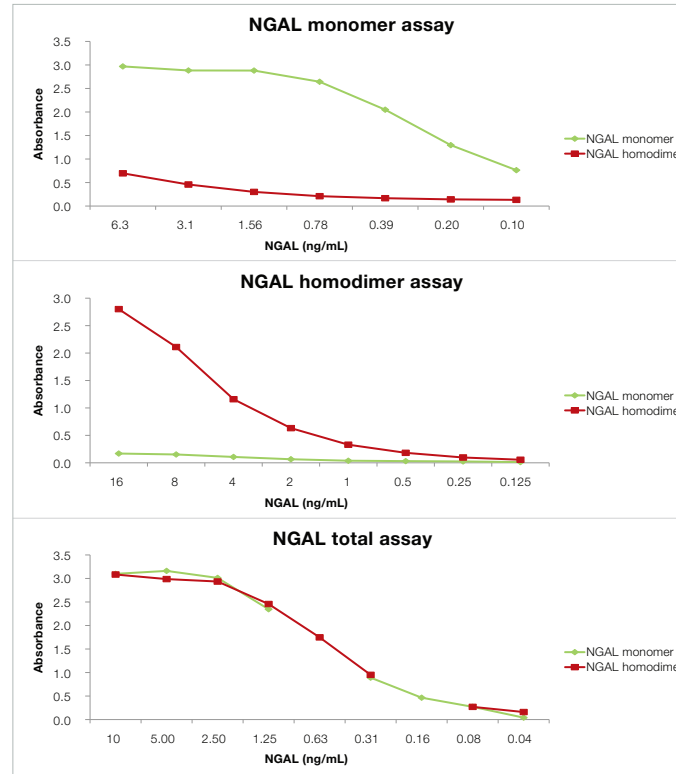 NGAL monomer assay
3.5
3.0
2.5
2.0
1.5
1.0
0.5
0.0
Absorbance
6.3 3.1 1.56 0.78 0.39 0.20 0.10
NGAL (ng/mL)
NGAL monomer
NGAL homodime
NGAL homodimer assay
3.0
2.5
2.0
1.5
1.0
0.5
0.0
Absorbance
16 8 4 2 1 0.5 0.25 0.125
NGAL (ng/mL)
NGAL monomer
NGAL homodime
NGAL total assay
3.5
3.0
2.5
2.0
1.5
1.0
0.5
0.0
Absorbance
10 5.00 2.50 1.25 0.63 0.31 0.16 0.08 0.04
NGAL (ng/mL)
NGAL monomer
NGAL homodime